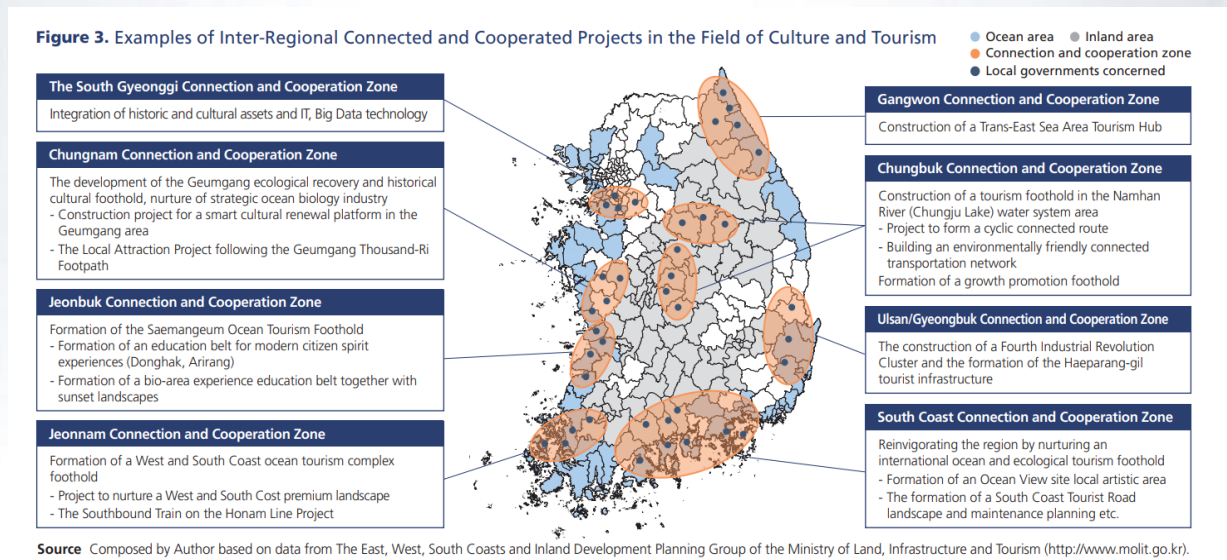 Figure 3. Examples of Inter-Regional Connected and Cooperated Projects in the Field of Culture and Tourism
Ocean area
Inland area
Connection and cooperation zone
Local governments concerned
The South Gyeonggi Connection and Cooperation Zone
Integration of historic and cultural assets and IT, Big Data technology
Chungnam Connection and Cooperation Zone
The development of the Geumgang ecological recovery and historical
cultural foothold, nurture of strategic ocean biology industry
- Construction project for a smart cultural renewal platform in the
Geumgang area
- The Local Attraction Project following the Geumgang Thousand-Ri
Footpath
Jeonbuk Connection and Cooperation Zone
Formation of the Saemangeum Ocean Tourism Foothold
- Formation of an education belt for modern citizen spirit
experiences (Donghak, Arirang)
- Formation of a bio-area experience education belt together with
sunset landscapes
Jeonnam Connection and Cooperation Zone
Formation of a West and South Coast ocean tourism complex
foothold
- Project to nurture a West and South Cost premium landscape
- The Southbound Train on the Honam Line Project
Gangwon Connection and Cooperation Zone
Construction of a Trans-East Sea Area Tourism Hub
Chungbuk Connection and Cooperation Zone
Construction of a tourism foothold in the Namhan
River (Chungju Lake) water system area
- Project to form a cyclic connected route
- Building an environmentally friendly connected
transportation network
Formation of a growth promotion foothold
Ulsan/Gyeongbuk Connection and Cooperation Zone
The construction of a Fourth Industrial Revolution
Cluster and the formation of the Haeparang-gil
tourist infrastructure
South Coast Connection and Cooperation Zone
Reinvigorating the region by nurturing an
international ocean and ecological tourism foothold
- Formation of an Ocean View site local artistic area
- The formation of a South Coast Tourist Road
landscape and maintenance planning etc.
Source Composed by Author based on data from The East, West, South Coasts and Inland Development Planning Group of the Ministry of Land, Infrastructure and Tourism (http://www.molit.go.kr).